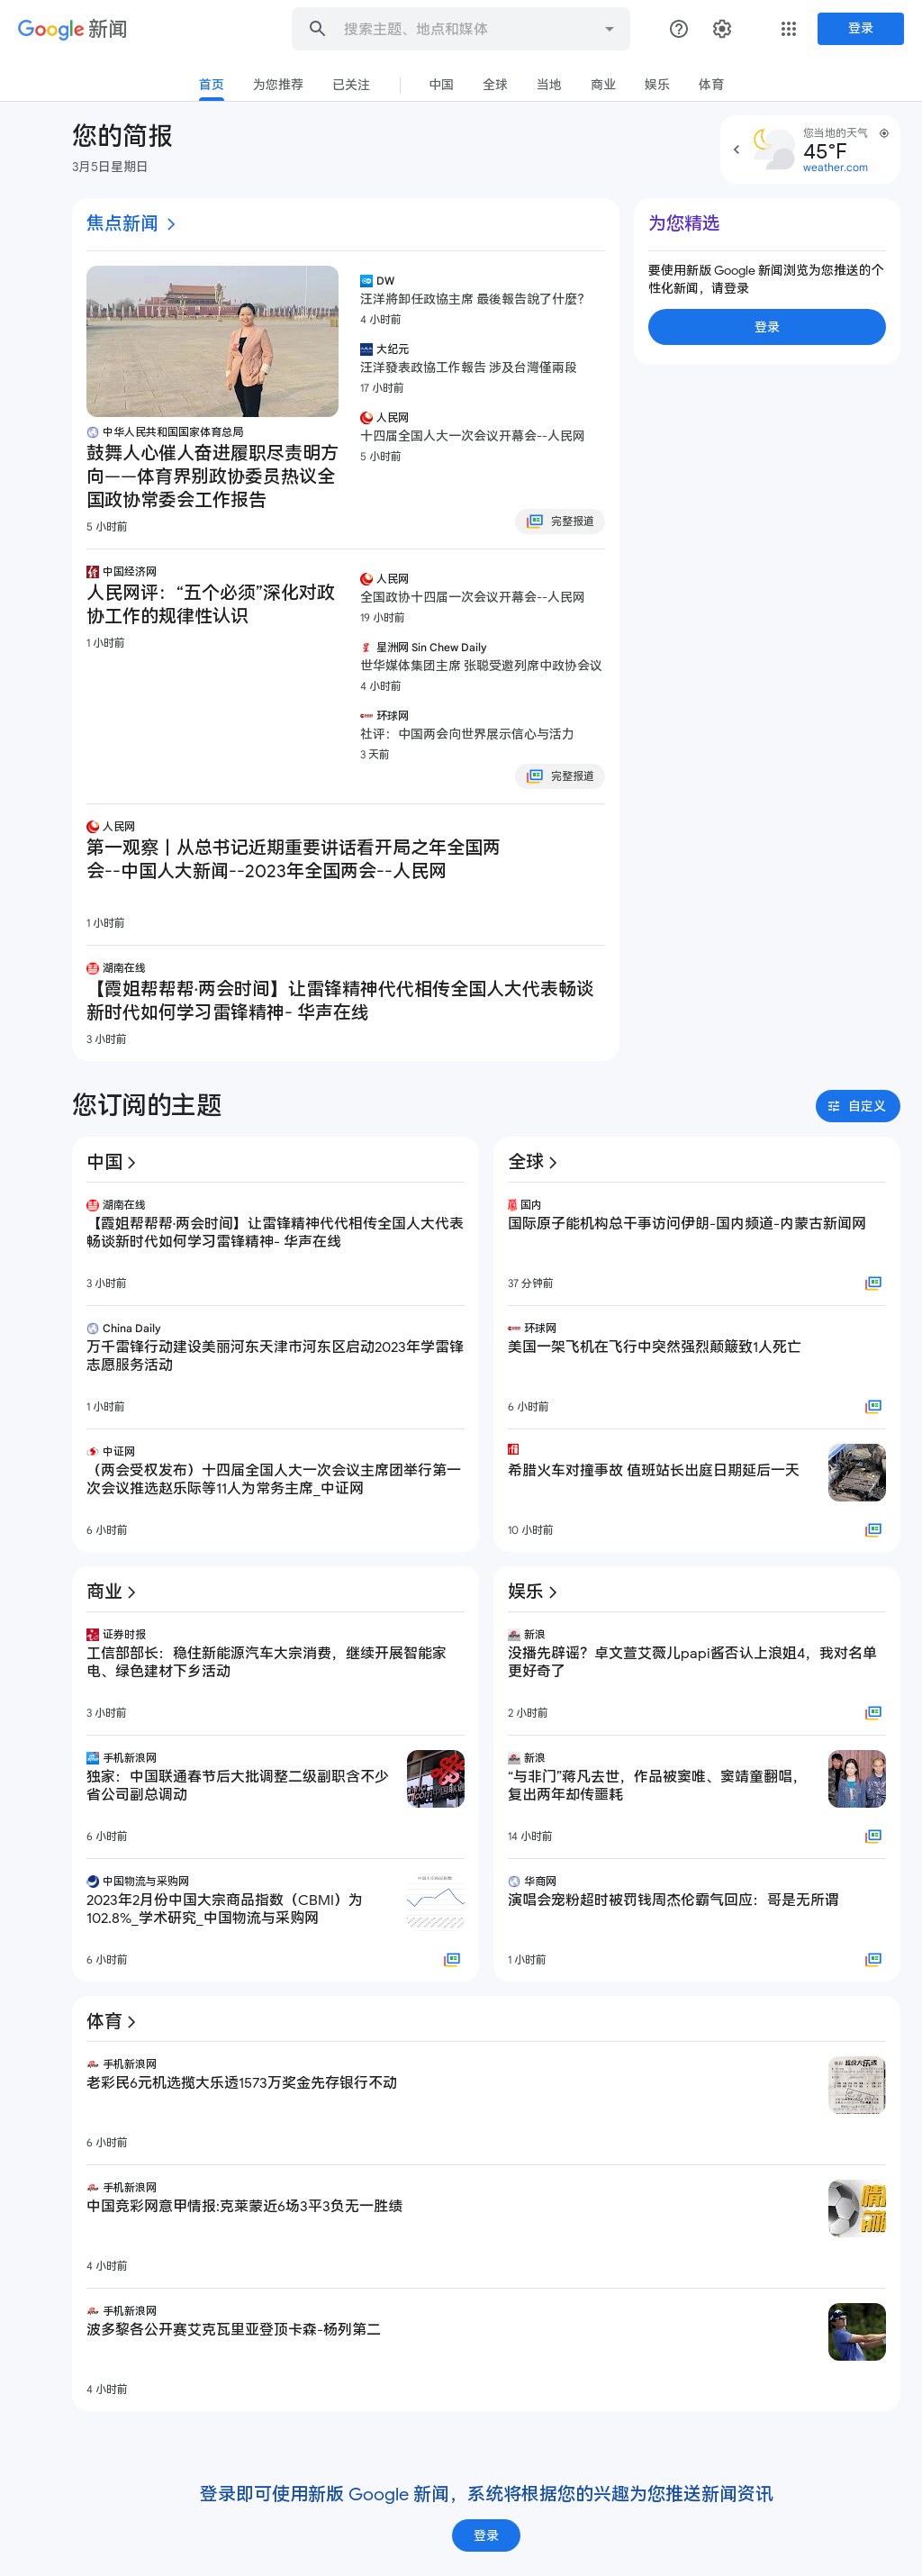 Google 新闻
搜索主题、地点和媒体
登录
首页
为您推荐
已关注
中国
全球
当地
商业
娱乐
体育
您的简报
3月5日星期日
您当地的天气
45°F
weather.com
焦点新闻
中华人民共和国国家体育总局
鼓舞人心催人奋进履职尽责明方
向——体育界别政协委员热议全
国政协常委会工作报告
5 小时前
DW
汪洋將卸任政協主席 最後報告說了什麼？
4 小时前
大纪元
汪洋發表政協工作報告 涉及台灣僅兩段
17 小时前
人民网
十四届全国人大一次会议开幕会--人民网
5 小时前
完整报道
中国经济网
人民网评：“五个必须”深化对政
协工作的规律性认识
1 小时前
人民网
全国政协十四届一次会议开幕会--人民网
19 小时前
星洲网 Sin Chew Daily
世华媒体集团主席 张聪受邀列席中政协会议
4 小时前
环球网
社评：中国两会向世界展示信心与活力
3 天前
完整报道
人民网
第一观察丨从总书记近期重要讲话看开局之年全国两
会--中国人大新闻--2023年全国两会--人民网
1 小时前
湖南在线
【霞姐帮帮帮·两会时间】让雷锋精神代代相传全国人大代表畅谈
新时代如何学习雷锋精神- 华声在线
3 小时前
为您精选
要使用新版 Google 新闻浏览为您推送的个
性化新闻，请登录
登录
您订阅的主题
自定义
中国
湖南在线
【霞姐帮帮帮·两会时间】让雷锋精神代代相传全国人大代表
畅谈新时代如何学习雷锋精神- 华声在线
3 小时前
China Daily
万千雷锋行动建设美丽河东天津市河东区启动2023年学雷锋
志愿服务活动
1 小时前
中证网
（两会受权发布）十四届全国人大一次会议主席团举行第一
次会议推选赵乐际等11人为常务主席_中证网
6 小时前
全球
国内
国际原子能机构总干事访问伊朗-国内频道-内蒙古新闻网
37 分钟前
环球网
美国一架飞机在飞行中突然强烈颠簸致1人死亡
6 小时前
希腊火车对撞事故 值班站长出庭日期延后一天
10 小时前
商业
证券时报
工信部部长：稳住新能源汽车大宗消费，继续开展智能家
电、绿色建材下乡活动
3 小时前
手机新浪网
独家：中国联通春节后大批调整二级副职含不少
省公司副总调动
6 小时前
中国物流与采购网
2023年2月份中国大宗商品指数（CBMI）为
102.8%_学术研究_中国物流与采购网
6 小时前
娱乐
新浪
没播先辟谣？卓文萱艾薇儿papi酱否认上浪姐4，我对名单
更好奇了
2 小时前
新浪
“与非门”蒋凡去世，作品被窦唯、窦靖童翻唱，
复出两年却传噩耗
14 小时前
华商网
演唱会宠粉超时被罚钱周杰伦霸气回应：哥是无所谓
1 小时前
体育
手机新浪网
老彩民6元机选揽大乐透1573万奖金先存银行不动
6 小时前
手机新浪网
中国竞彩网意甲情报:克莱蒙近6场3平3负无一胜绩
4 小时前
手机新浪网
波多黎各公开赛艾克瓦里亚登顶卡森-杨列第二
4 小时前
登录即可使用新版 Google 新闻，系统将根据您的兴趣为您推送新闻资讯
登录